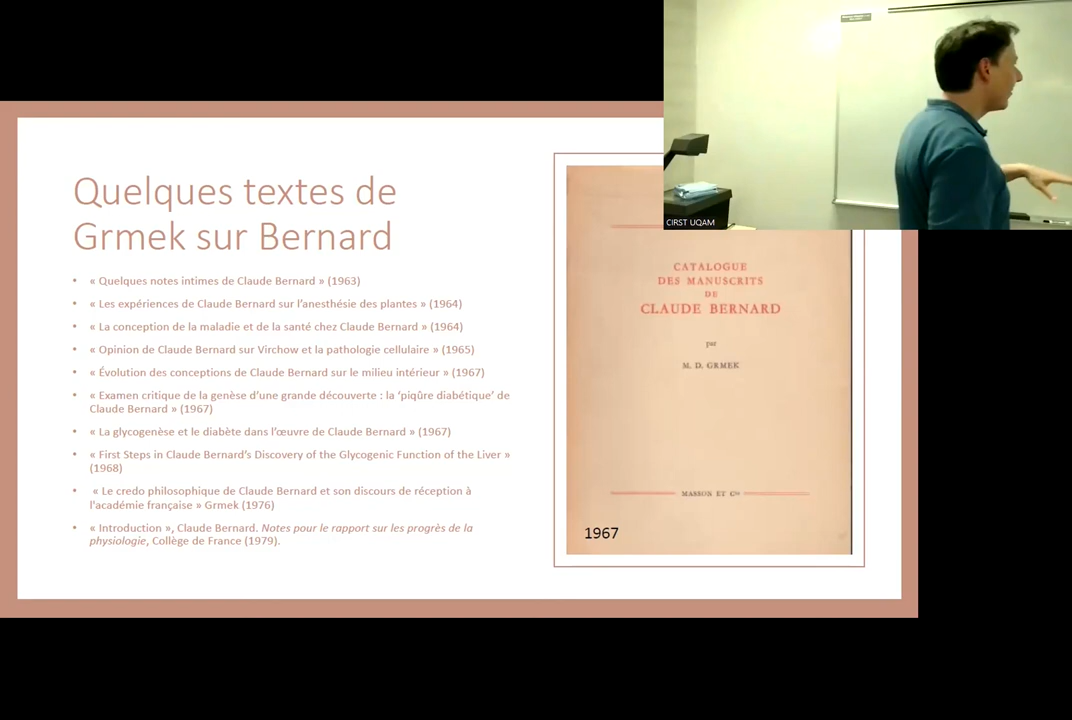 Quelques textes de
Grmek sur Bernard
• « Quelques notes intimes de Claude Bernard » (1963)
• « Les expériences de Claude Bernard sur l'anesthésie des plantes » (1964)
• « La conception de la maladie et de la santé chez Claude Bernard » (1964)
• « Opinion de Claude Bernard sur Virchow et la pathologie cellulaire » (1965)
• « Évolution des conceptions de Claude Bernard sur le milieu intérieur » (1967)
• « Examen critique de la genèse d'une grande découverte : la 'piqûre diabétique' de
Claude Bernard » (1967)
• « La glycogenèse et le diabète dans l'œuvre de Claude Bernard » (1967)
• « First Steps in Claude Bernard's Discovery of the Glycogenic Function of the Liver »
(1968)
• « Le credo philosophique de Claude Bernard et son discours de réception à
l'académie française » Grmek (1976)
• « Introduction », Claude Bernard. Notes pour le rapport sur les progrès de la
physiologie, Collège de France (1979).
CATALOGUE
DES MANUSCRITS
DE
CLAUDE BERNARD
par
M. D. GRMEK
MASSON ET Cie
1967
CIRST UQAM